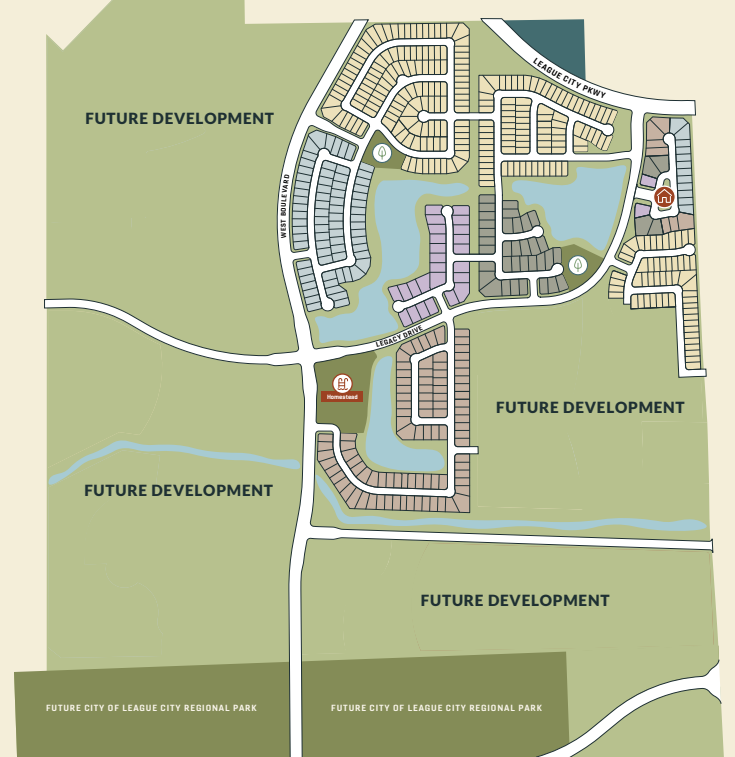 LEAGUE CITY PKWY
FUTURE DEVELOPMENT
WEST BOULEVARD
LEGACY DRIVE
Homestead
FUTURE DEVELOPMENT
FUTURE DEVELOPMENT
FUTURE DEVELOPMENT
FUTURE CITY OF LEAGUE CITY REGIONAL PARK
FUTURE CITY OF LEAGUE CITY REGIONAL PARK